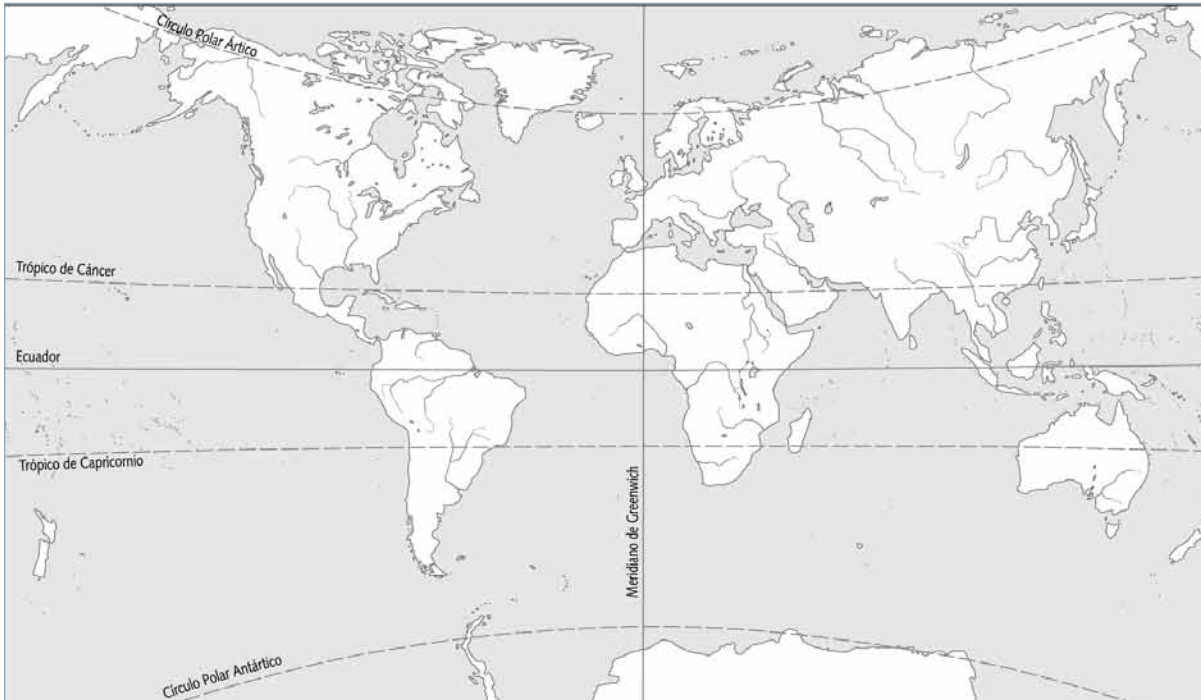 Círculo Polar Ártico
Trópico de Cáncer
Ecuador
Trópico de Capricornio
Meridiano de Greenwich
Círculo Polar Antártico